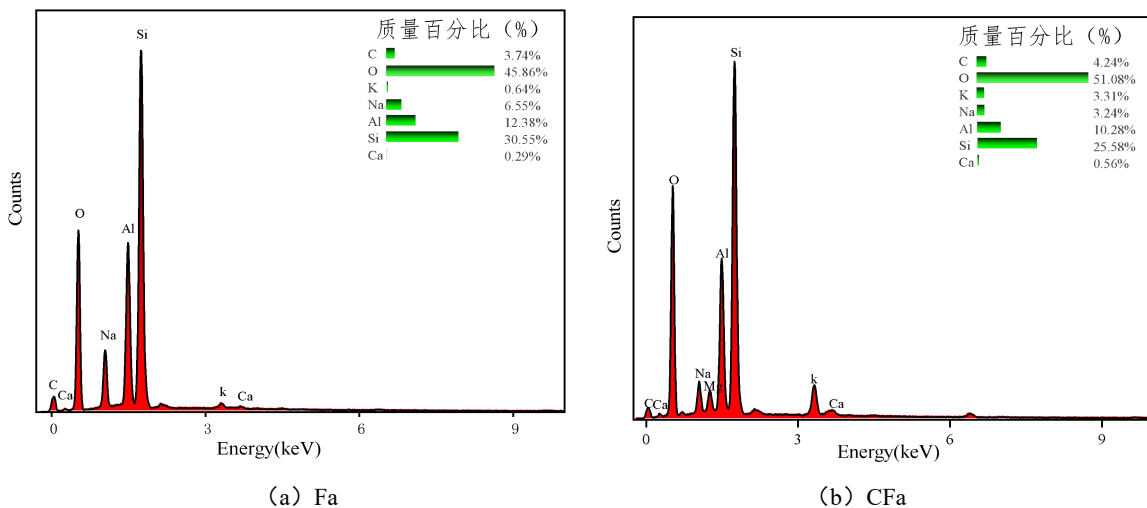 质量百分比（%）
C 3.74%
O 45.86%
K 0.64%
Na 6.55%
Al 12.38%
Si 30.55%
Ca 0.29%
Si
O
Al
Na
C
Ca
k
Ca
Counts
0 3 6 9
Energy(keV)
（a）Fa
质量百分比（%）
C 4.24%
O 51.08%
K 3.31%
Na 3.24%
Al 10.28%
Si 25.58%
Ca 0.56%
Si
O
Al
Na
Mg
C
Ca
k
Ca
Counts
0 3 6 9
Energy(keV)
（b）CFa